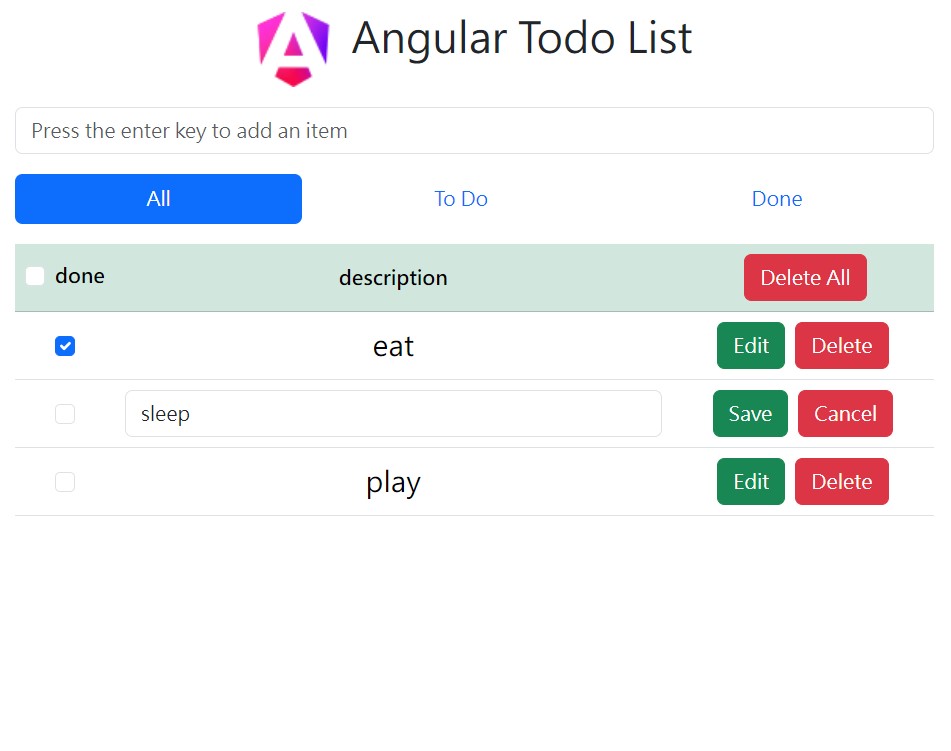 Angular Todo List
Press the enter key to add an item
All To Do Done
done description Delete All
eat Edit Delete
sleep Save Cancel
play Edit Delete